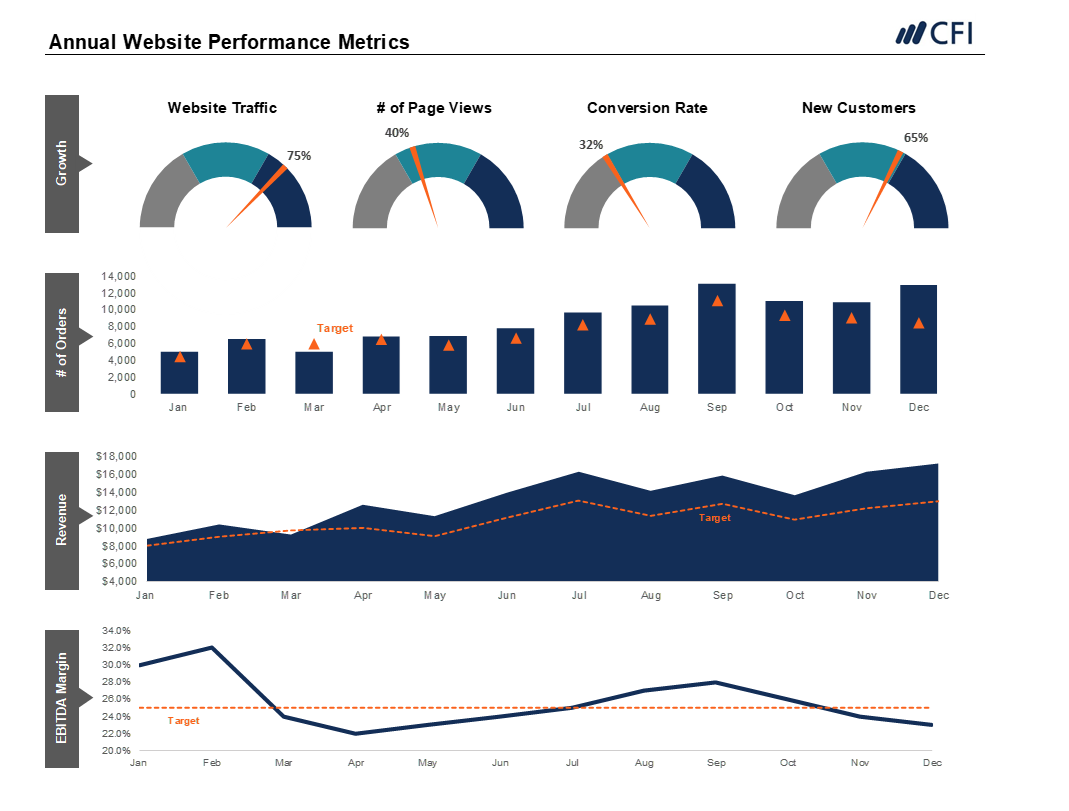 Annual Website Performance Metrics
CFI
Growth
Website Traffic
75%
# of Page Views
40%
Conversion Rate
32%
New Customers
65%
# of Orders
14,000
12,000
10,000
8,000
6,000
4,000
2,000
0
Target
Jan Feb Mar Apr May Jun Jul Aug Sep Oct Nov Dec
Revenue
$18,000
$16,000
$14,000
$12,000
$10,000
$8,000
$6,000
$4,000
Target
Jan Feb Mar Apr May Jun Jul Aug Sep Oct Nov Dec
EBITDA Margin
34.0%
32.0%
30.0%
28.0%
26.0%
24.0%
22.0%
20.0%
Target
Jan Feb Mar Apr May Jun Jul Aug Sep Oct Nov Dec